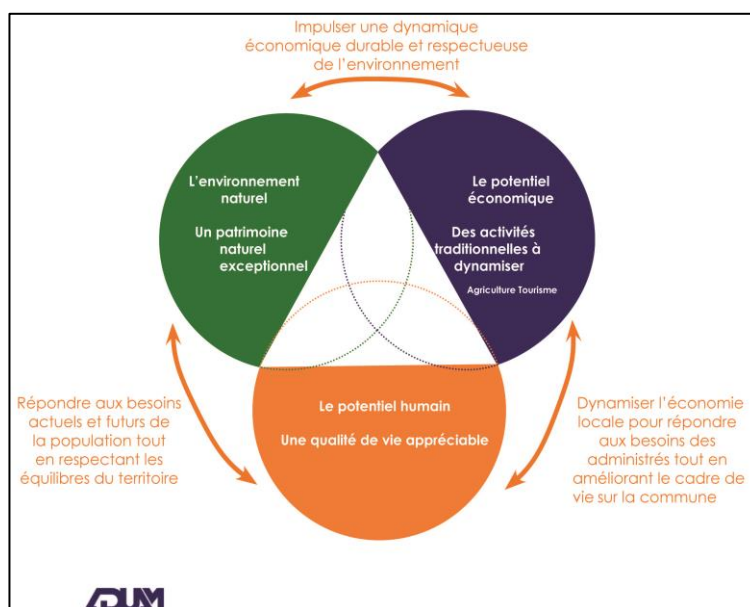 Impulser une dynamique
économique durable et respectueuse
de l'environnement
L'environnement
naturel
Un patrimoine
naturel
exceptionnel
Le potentiel
économique
Des activités
traditionnelles à
dynamiser
Agriculture Tourisme
Répondre aux besoins
actuels et futurs de
la population tout
en respectant les
équilibres du territoire
Le potentiel humain
Une qualité de vie appréciable
Dynamiser l'économie
locale pour répondre
aux besoins des
administrés tout en
améliorant le cadre de
vie sur la commune